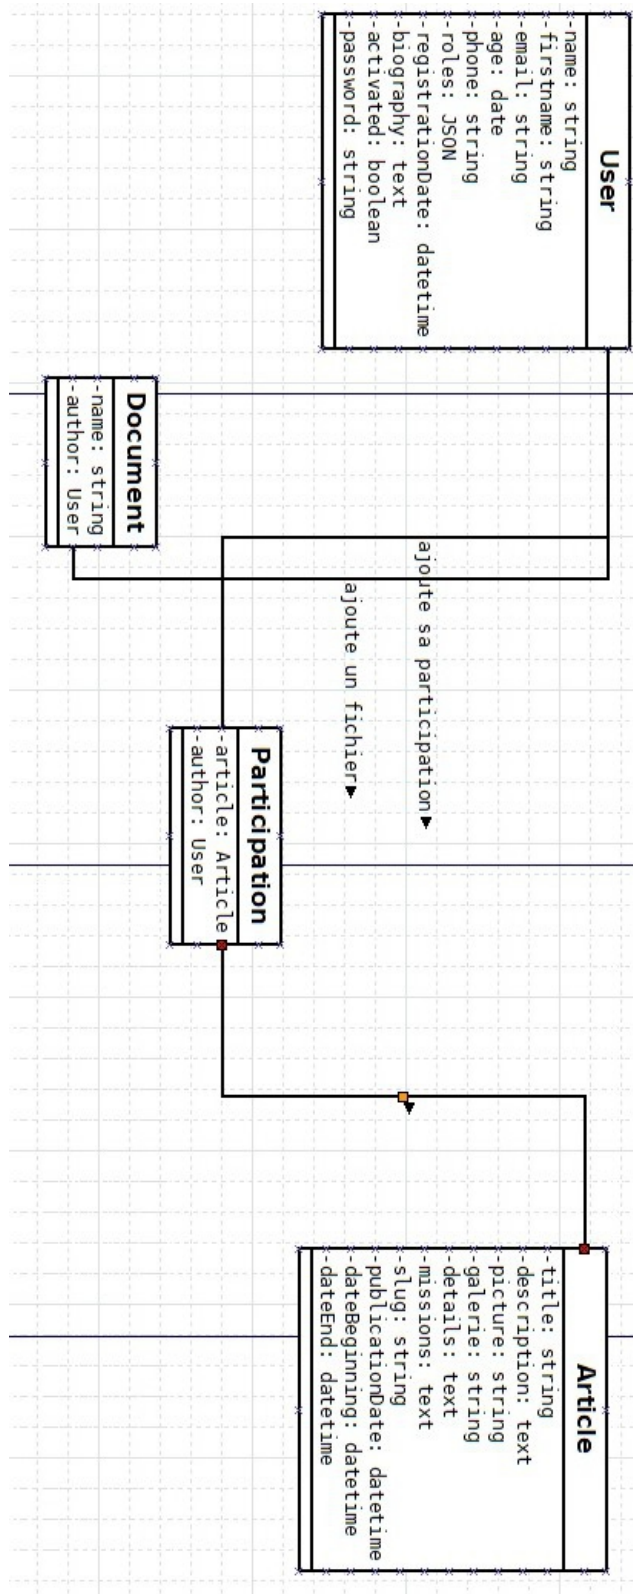 User
-name: string
-firstname: string
-email: string
-age: date
-phone: string
-roles: JSON
-registrationDate: datetime
-biography: text
-activated: boolean
-password: string
Document
-name: string
-author: User
ajoute sa participation
ajoute un fichier
Participation
-article: Article
-author: User
Article
-title: string
-description: text
-picture: string
-galerie: string
-details: text
-missions: text
-slug: string
-publicationDate: datetime
-dateBeginning: datetime
-dateEnd: datetime